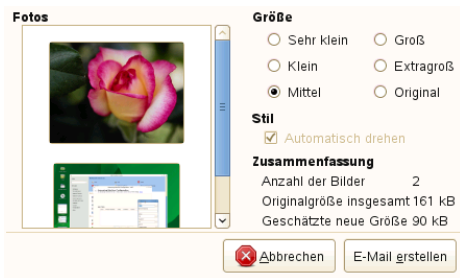 Fotos
Größe
Sehr klein
Groß
Klein
Extragroß
Mittel
Original
Stil
Automatisch drehen
Zusammenfassung
Anzahl der Bilder 2
Originalgröße insgesamt 161 kB
Geschätzte neue Größe 90 kB
Abbrechen
E-Mail erstellen